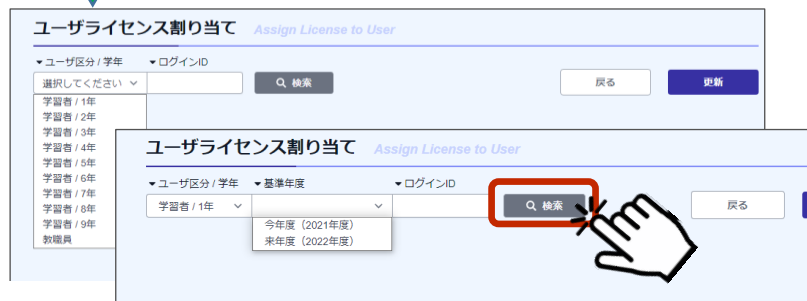 ユーザライセンス割り当て Assign License to User
▼ユーザ区分 / 学年 ▼ログインID
選択してください 検索 戻る 更新
学習者 / 1年
学習者 / 2年
学習者 / 3年
学習者 / 4年
学習者 / 5年
学習者 / 6年
学習者 / 7年
学習者 / 8年
学習者 / 9年
教職員
ユーザライセンス割り当て Assign License to User
▼ユーザ区分 / 学年 ▼基準年度 ▼ログインID
学習者 / 1年 検索 戻る
今年度（2021年度）
来年度（2022年度）